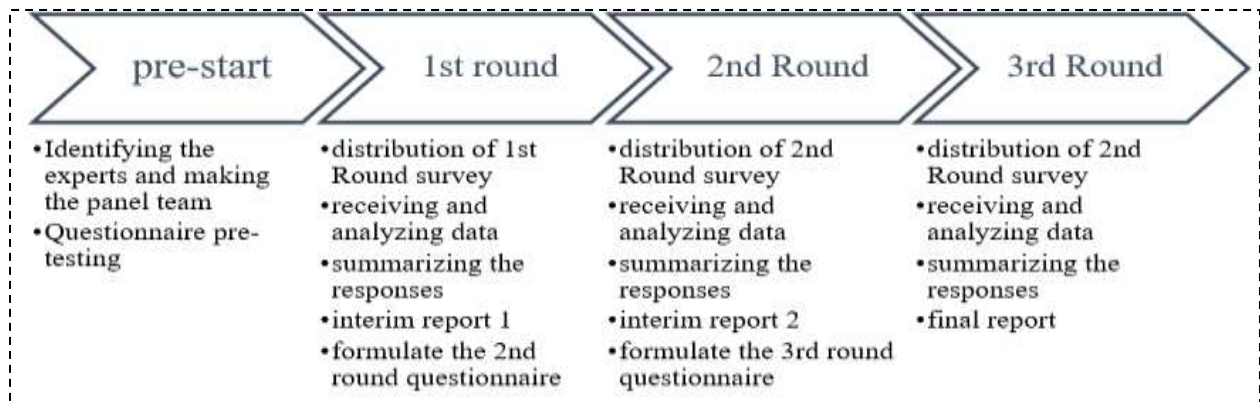 pre-start
1st round
2nd Round
3rd Round
•Identifying the
experts and making
the panel team
•Questionnaire pre-
testing
•distribution of 1st
Round survey
•receiving and
analyzing data
•summarizing the
responses
•interim report 1
•formulate the 2nd
round questionnaire
•distribution of 2nd
Round survey
•receiving and
analyzing data
•summarizing the
responses
•interim report 2
•formulate the 3rd round
questionnaire
•distribution of 2nd
Round survey
•receiving and
analyzing data
•summarizing the
responses
•final report